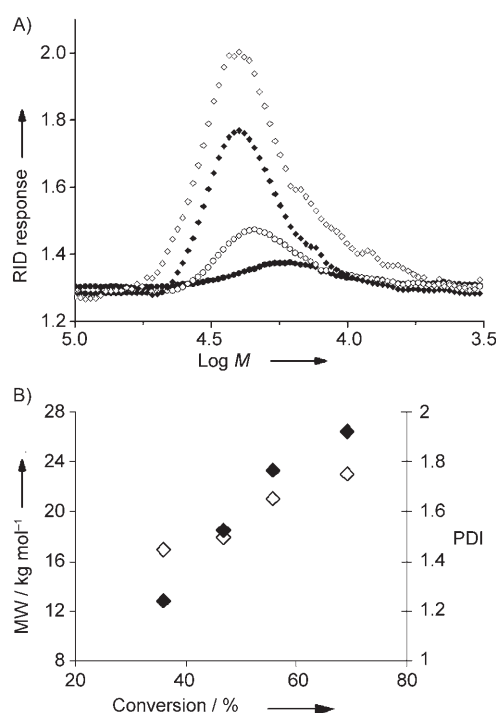 A)
2.0
1.8
1.6
1.4
1.2
RID response
5.0 4.5 4.0 3.5
Log M
B)
28
24
20
16
12
8
MW / kg mol⁻¹
2
1.8
1.6
1.4
1.2
1
PDI
20 40 60 80
Conversion / %